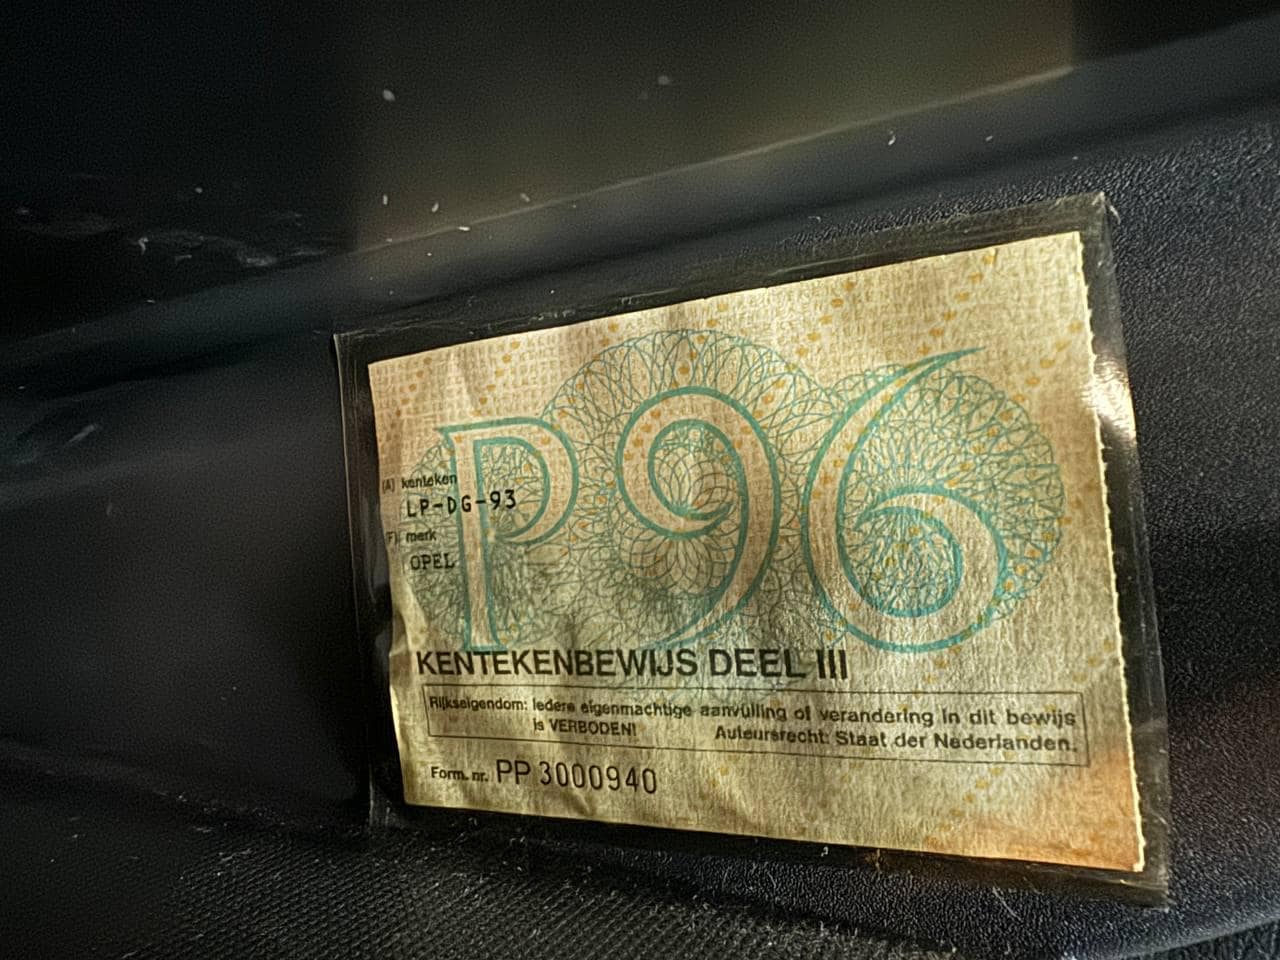 P96
(A) kenteken
LP-DG-93
(F) merk
OPEL
KENTEKENBEWIJS DEEL III
Rijkseigendom: Iedere eigenmachtige aanvulling of verandering in dit bewijs
is VERBODEN! Auteursrecht: Staat der Nederlanden.
Form. nr. PP 3000940